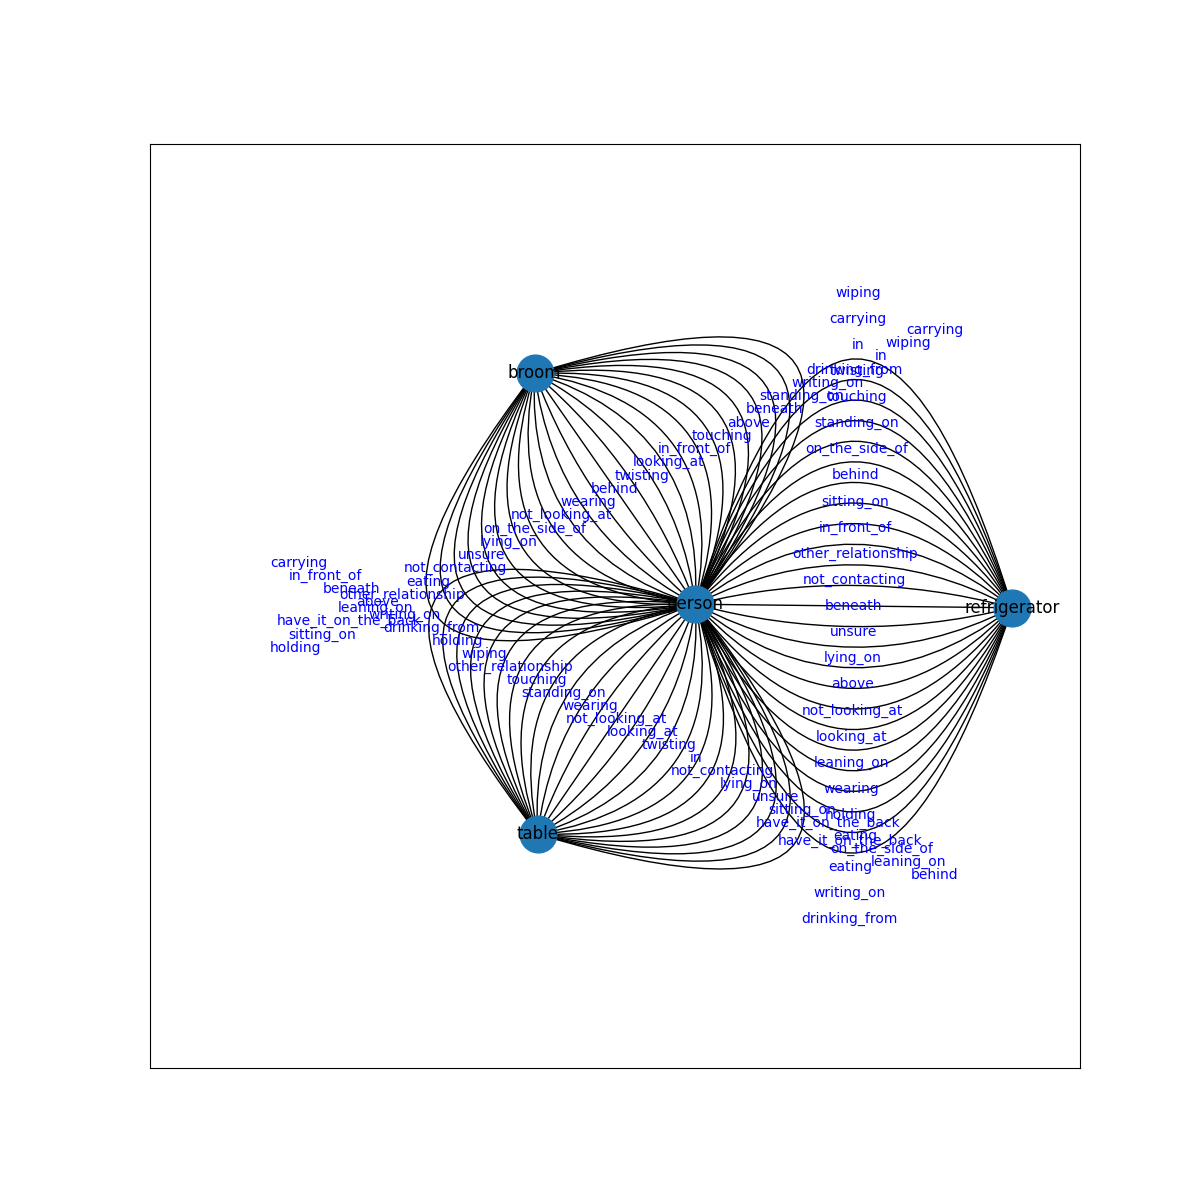 wiping
carrying
carrying
in
wiping
in
drinking_from
twisting
writing_on
standing_on
touching
beneath
above
standing_on
touching
in_front_of
on_the_side_of
looking_at
twisting
behind
behind
wearing
sitting_on
not_looking_at
on_the_side_of
in_front_of
lying_on
unsure
other_relationship
not_contacting
eating
not_contacting
carrying
in_front_of
beneath
other_relationship
above
leaning_on
writing_on
have_it_on_the_back
drinking_from
sitting_on
holding
holding
beneath
unsure
wiping
lying_on
other_relationship
touching
above
standing_on
wearing
not_looking_at
not_looking_at
looking_at
looking_at
twisting
in
leaning_on
not_contacting
lying_on
wearing
unsure
sitting_on
holding
have_it_on_the_back
eating
have_it_on_the_back
on_the_side_of
leaning_on
eating
behind
writing_on
drinking_from
broom
person
refrigerator
table